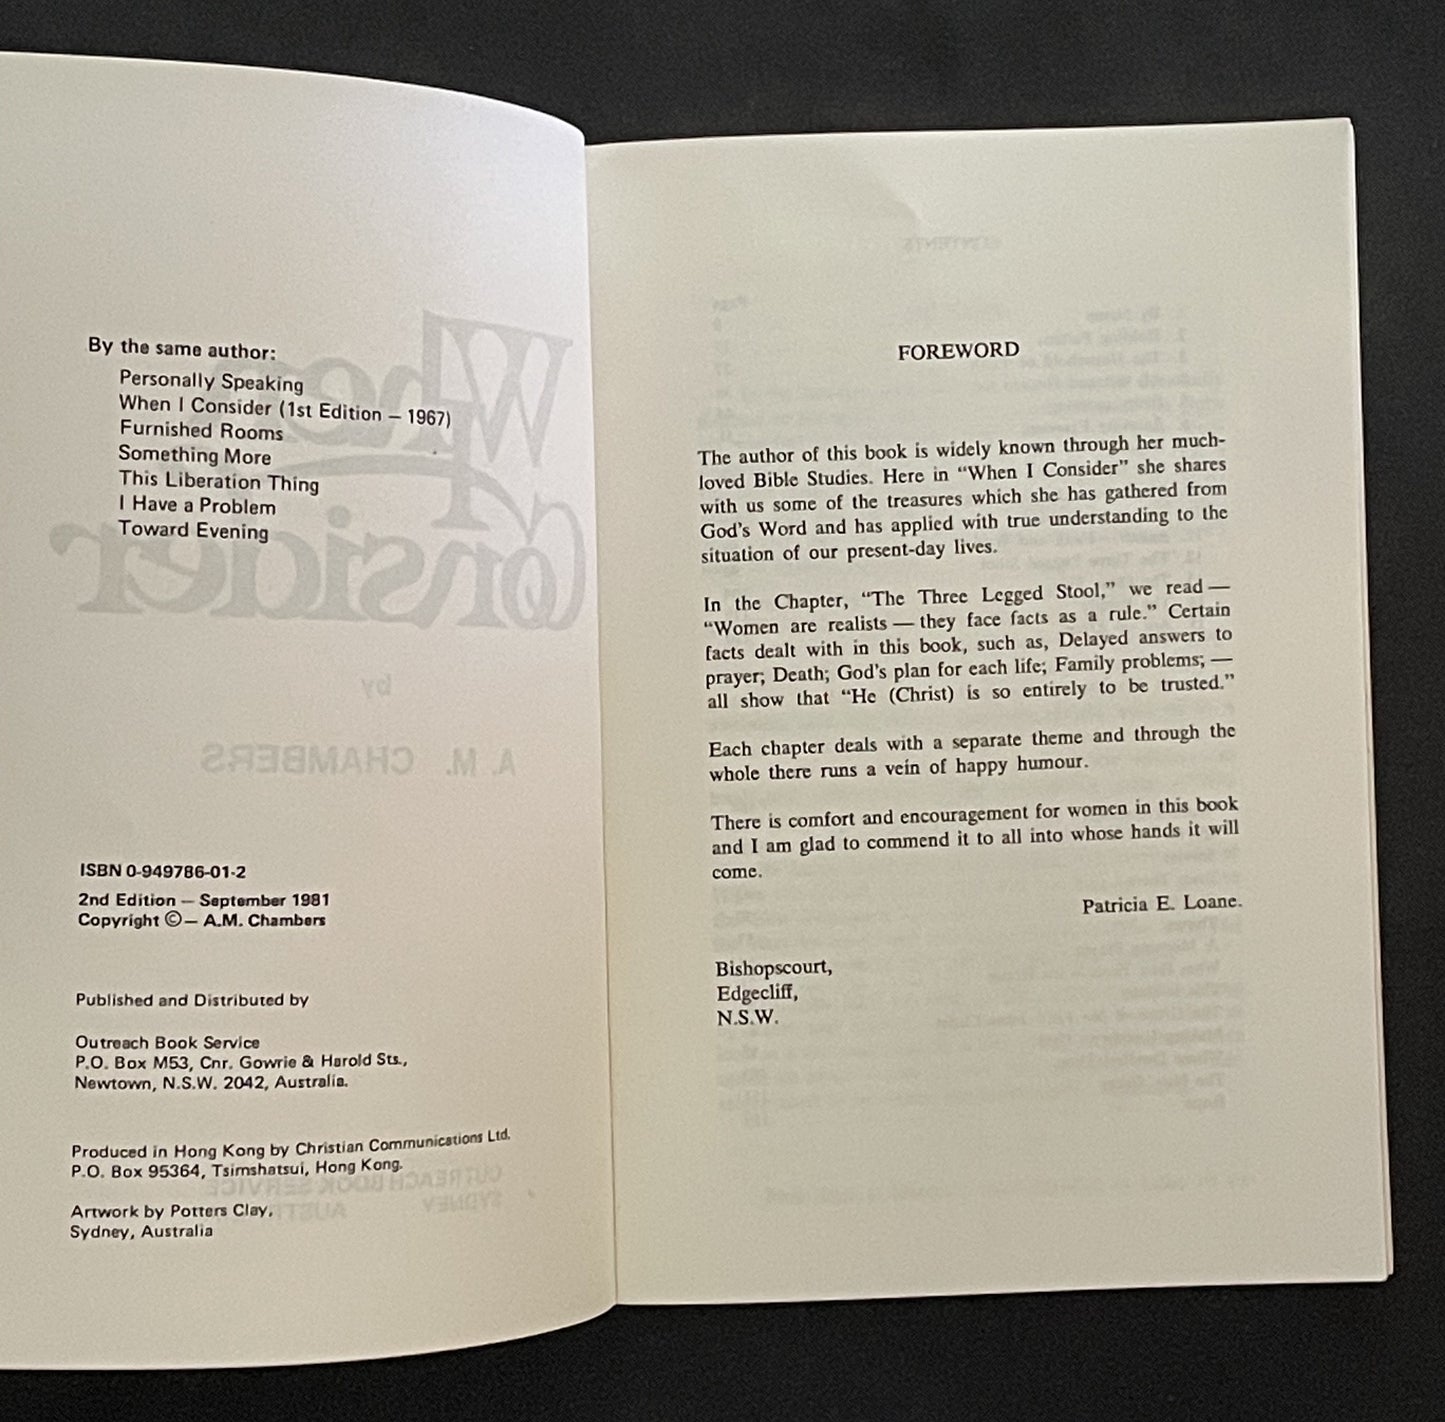 By the same author:
Personally Speaking
When I Consider (1st Edition – 1967)
Furnished Rooms
Something More
This Liberation Thing
I Have a Problem
Toward Evening
When
I
Consider
by
A. M. CHAMBERS
ISBN 0-949786-01-2
2nd Edition – September 1981
Copyright ©– A.M. Chambers
Published and Distributed by
Outreach Book Service
P.O. Box M53, Cnr. Gowrie & Harold Sts.,
Newtown, N.S.W. 2042, Australia.
Produced in Hong Kong by Christian Communications Ltd.
P.O. Box 95364, Tsimshatsui, Hong Kong.
OUTREACH BOOK SERVICE
SYDNEY
Artwork by Potters Clay,
Sydney, Australia
CONTENTS
FOREWORD
The author of this book is widely known through her much-
loved Bible Studies. Here in “When I Consider” she shares
with us some of the treasures which she has gathered from
God’s Word and has applied with true understanding to the
situation of our present-day lives.
In the Chapter, “The Three Legged Stool,” we read —
“Women are realists — they face facts as a rule.” Certain
facts dealt with in this book, such as, Delayed answers to
prayer; Death; God’s plan for each life; Family problems; —
all show that “He (Christ) is so entirely to be trusted.”
Each chapter deals with a separate theme and through the
whole there runs a vein of happy humour.
There is comfort and encouragement for women in this book
and I am glad to commend it to all into whose hands it will
come.
Patricia E. Loane.
Bishopscourt,
Edgecliff,
N.S.W.